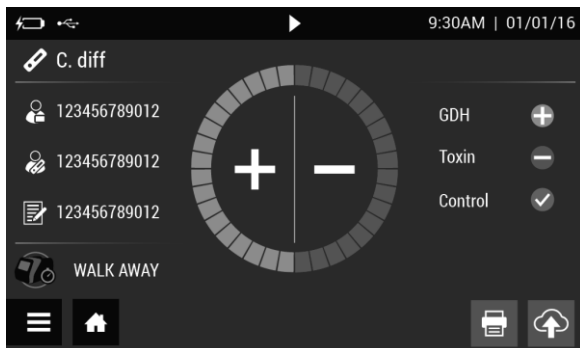 9:30AM | 01/01/16
C. diff
123456789012
123456789012
123456789012
WALK AWAY
+ −
GDH +
Toxin −
Control ✓